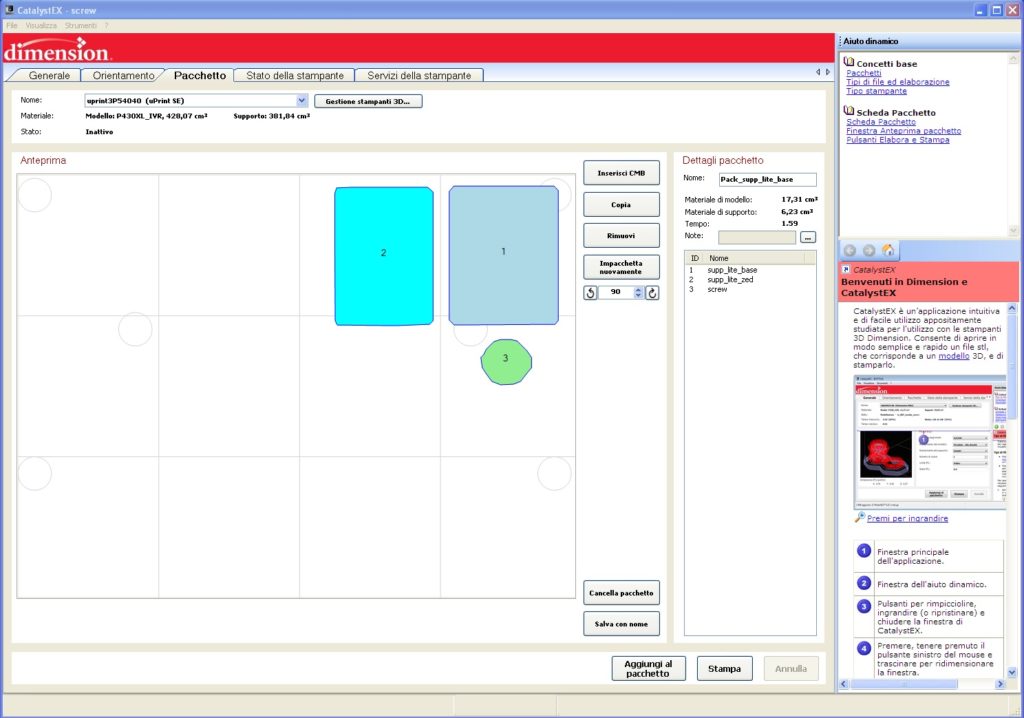 CatalystEX - screw
File Visualizza Strumenti ?
dimension
Generale
Orientamento
Pacchetto
Stato della stampante
Servizi della stampante
Nome:
uprint3P54040 (uPrint SE)
Gestione stampanti 3D...
Materiale:
Modello: P430XL_IVR, 428,07 cm³
Supporto: 381,84 cm³
Stato:
Inattivo
Anteprima
2
1
3
Inserisci CMB
Copia
Rimuovi
Impacchetta
nuovamente
90
Cancella pacchetto
Salva con nome
Dettagli pacchetto
Nome:
Pack_supp_lite_base
Materiale di modello: 17,31 cm³
Materiale di supporto: 6,23 cm³
Tempo: 1.59
Note:
...
ID Nome
1 supp_lite_base
2 supp_lite_zed
3 screw
Aggiungi al
pacchetto
Stampa
Annulla
Aiuto dinamico
Concetti base
Pacchetti
Tipi di file ed elaborazione
Tipo stampante
Scheda Pacchetto
Scheda Pacchetto
Finestra Anteprima pacchetto
Pulsanti Elabora e Stampa
CatalystEX
Benvenuti in Dimension e
CatalystEX
CatalystEX è un'applicazione intuitiva
e di facile utilizzo appositamente
studiata per l'utilizzo con le stampanti
3D Dimension. Consente di aprire in
modo semplice e rapido un file stl,
che corrisponde a un modello 3D, e di
stamparlo.
dimension
1
Premi per ingrandire
1 Finestra principale
dell'applicazione.
2 Finestra dell'aiuto dinamico.
3 Pulsanti per rimpicciolire,
ingrandire (o ripristinare) e
chiudere la finestra di
CatalystEX.
4 Premere, tenere premuto il
pulsante sinistro del mouse e
trascinare per ridimensionare
la finestra.